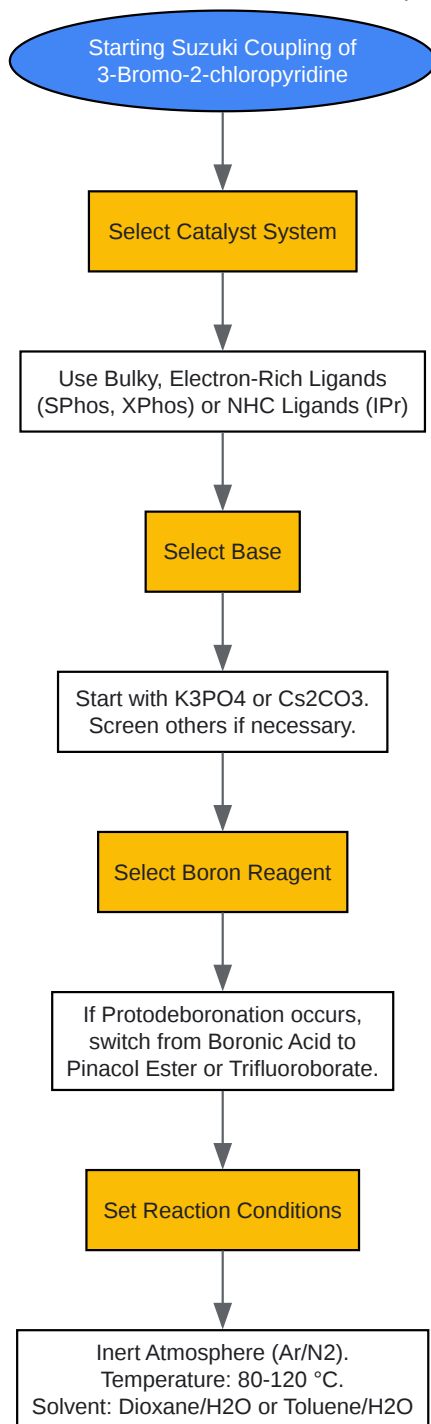 Starting Suzuki Coupling of
3-Bromo-2-chloropyridine
Select Catalyst System
Use Bulky, Electron-Rich Ligands
(SPhos, XPhos) or NHC Ligands (IPr)
Select Base
Start with K3PO4 or Cs2CO3.
Screen others if necessary.
Select Boron Reagent
If Protodeboronation occurs,
switch from Boronic Acid to
Pinacol Ester or Trifluoroborate.
Set Reaction Conditions
Inert Atmosphere (Ar/N2).
Temperature: 80-120 °C.
Solvent: Dioxane/H2O or Toluene/H2O